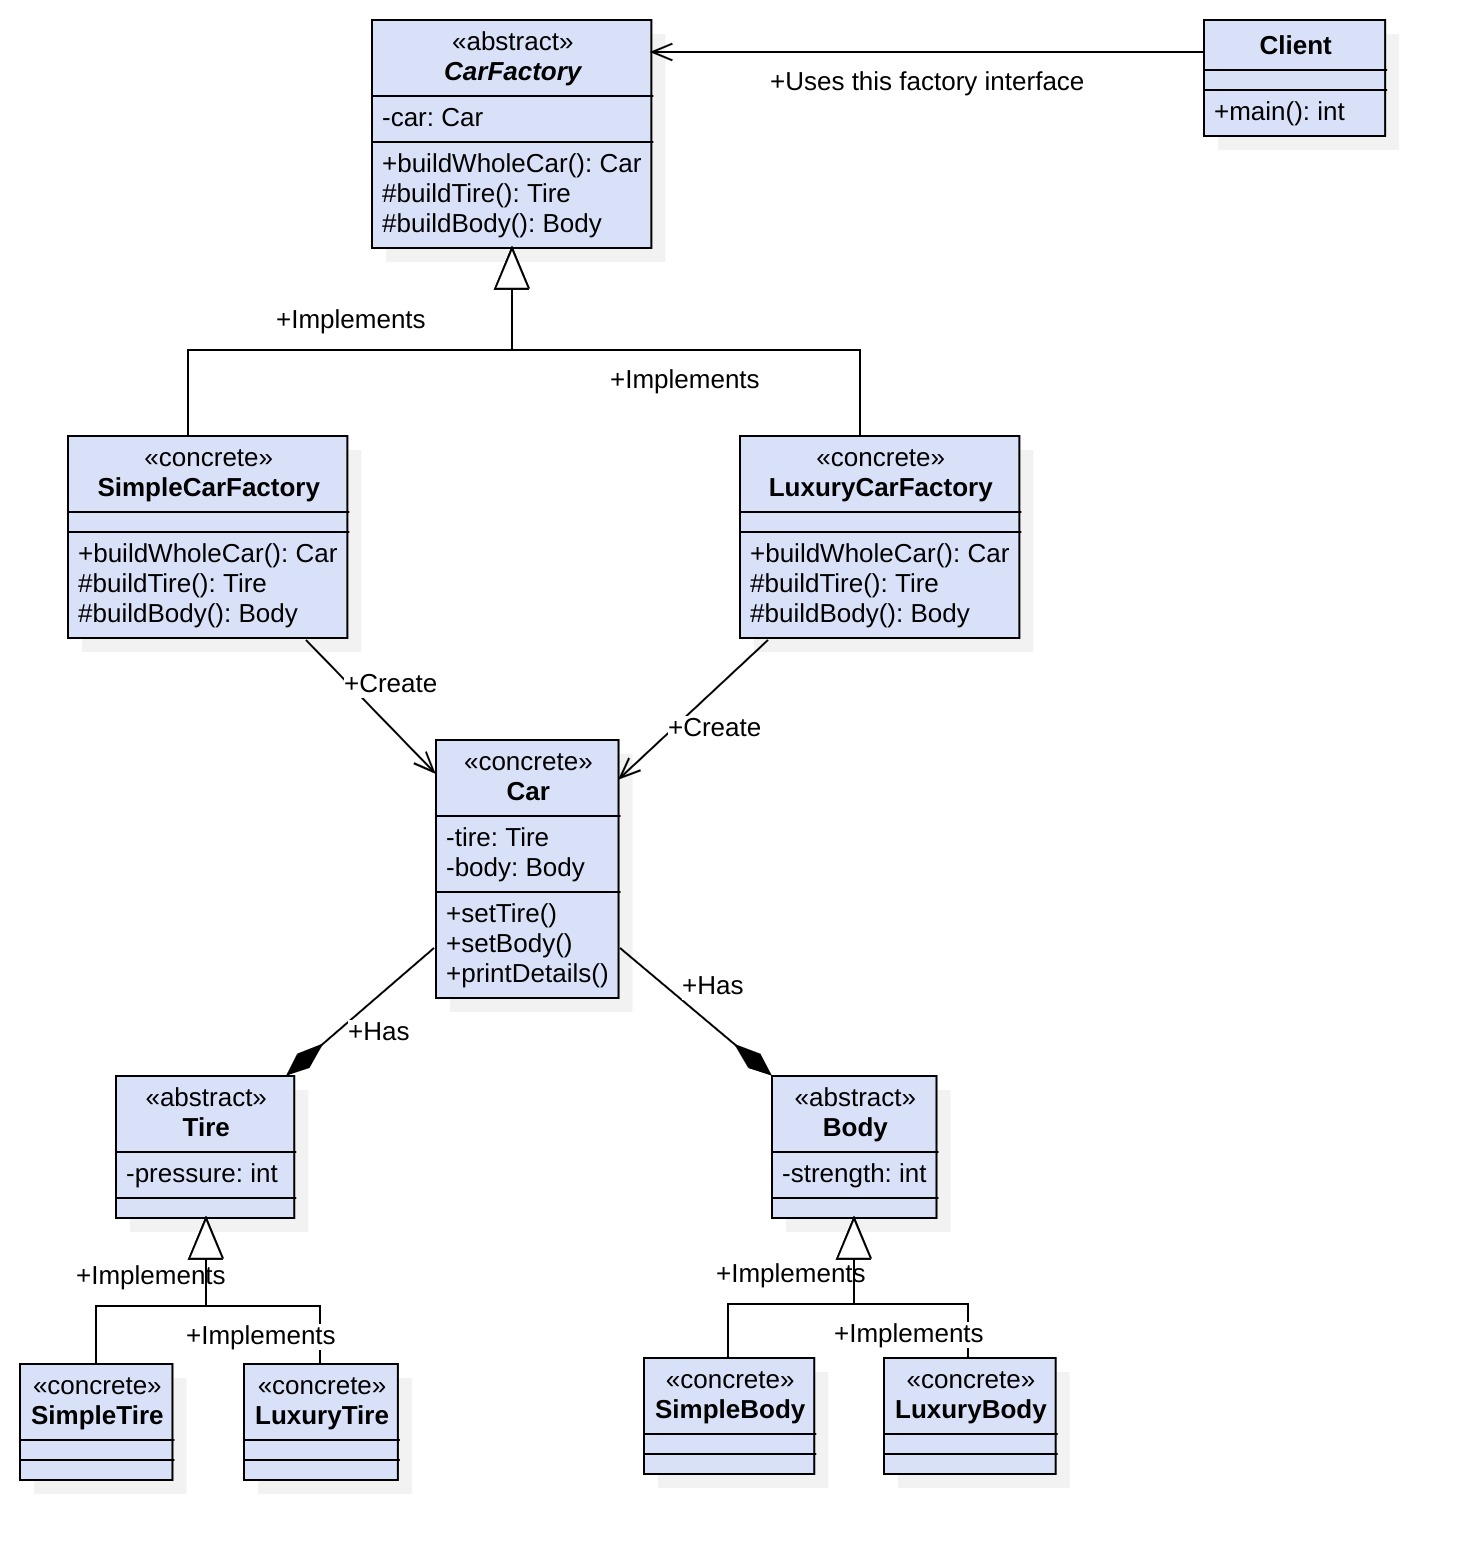 «abstract»
CarFactory
-car: Car
+buildWholeCar(): Car
#buildTire(): Tire
#buildBody(): Body
Client
+main(): int
+Uses this factory interface
+Implements
+Implements
«concrete»
SimpleCarFactory
+buildWholeCar(): Car
#buildTire(): Tire
#buildBody(): Body
«concrete»
LuxuryCarFactory
+buildWholeCar(): Car
#buildTire(): Tire
#buildBody(): Body
+Create
+Create
«concrete»
Car
-tire: Tire
-body: Body
+setTire()
+setBody()
+printDetails()
+Has
+Has
«abstract»
Tire
-pressure: int
«abstract»
Body
-strength: int
+Implements
+Implements
+Implements
+Implements
«concrete»
SimpleTire
«concrete»
LuxuryTire
«concrete»
SimpleBody
«concrete»
LuxuryBody